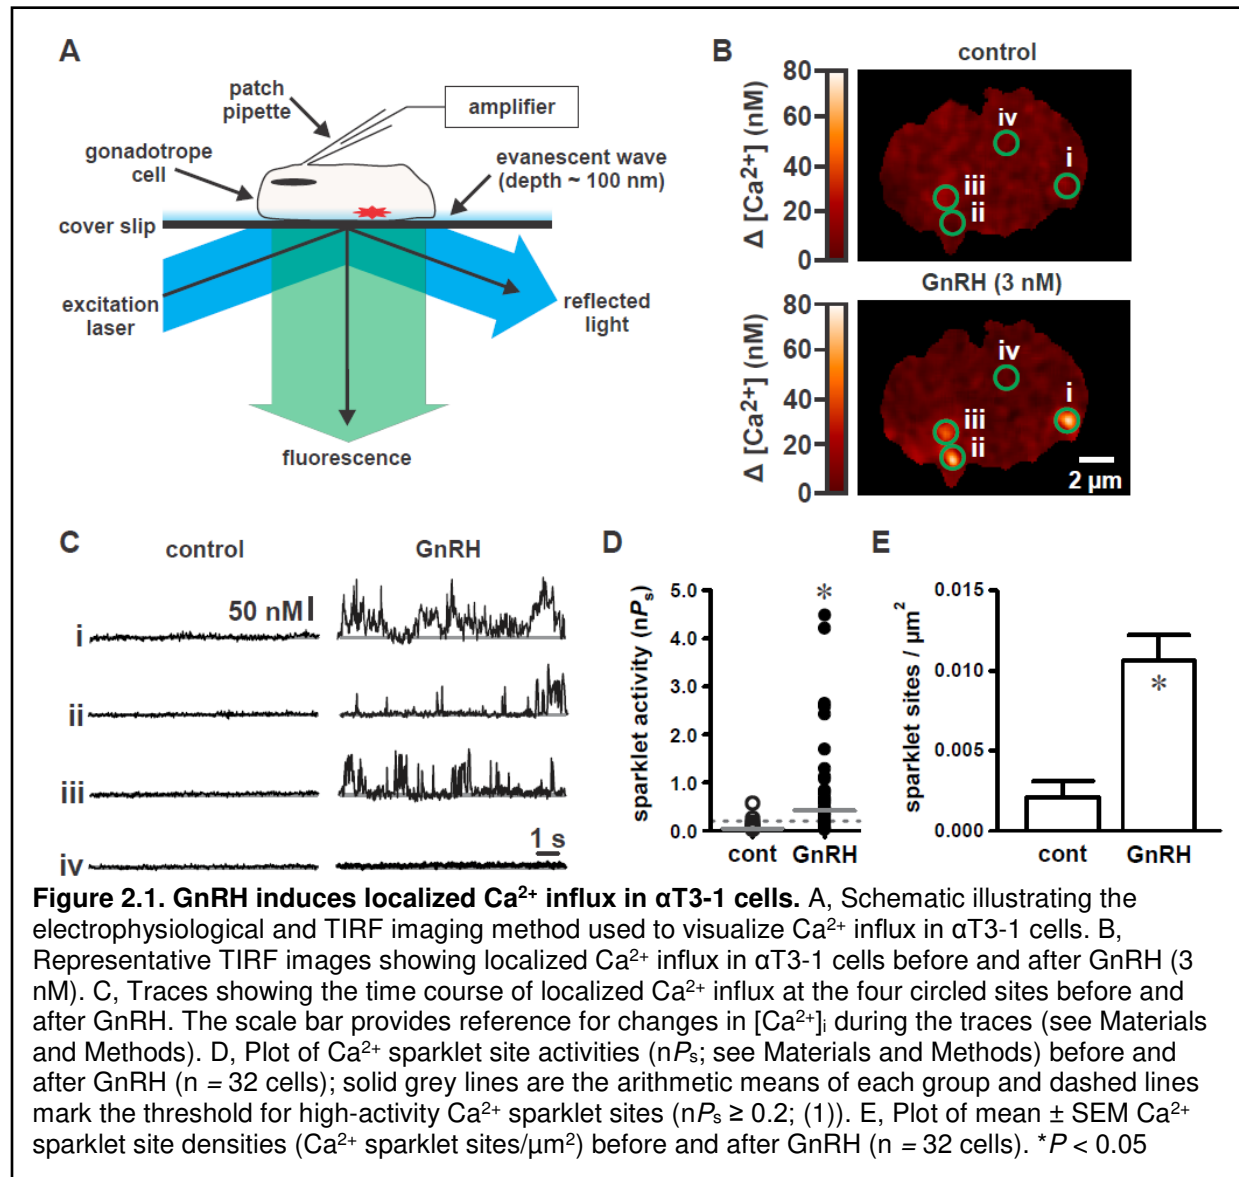 A
patch
pipette
amplifier
gonadotrope
cell
evanescent wave
(depth ~ 100 nm)
cover slip
excitation
laser
reflected
light
fluorescence
B
control
Δ [Ca²⁺] (nM)
80
60
40
20
0
iv
i
iii
ii
GnRH (3 nM)
Δ [Ca²⁺] (nM)
80
60
40
20
0
iv
i
iii
ii
2 µm
C
control
GnRH
50 nM
i
ii
iii
iv
1 s
D
sparklet activity (nPₛ)
5.0
4.0
3.0
2.0
1.0
0.0
*
cont
GnRH
E
sparklet sites / µm²
0.015
0.010
0.005
0.000
*
cont
GnRH
Figure 2.1. GnRH induces localized Ca²⁺ influx in αT3-1 cells. A, Schematic illustrating the
electrophysiological and TIRF imaging method used to visualize Ca²⁺ influx in αT3-1 cells. B,
Representative TIRF images showing localized Ca²⁺ influx in αT3-1 cells before and after GnRH (3
nM). C, Traces showing the time course of localized Ca²⁺ influx at the four circled sites before and
after GnRH. The scale bar provides reference for changes in [Ca²⁺]ᵢ during the traces (see Materials
and Methods). D, Plot of Ca²⁺ sparklet site activities (nPₛ; see Materials and Methods) before and
after GnRH (n = 32 cells); solid grey lines are the arithmetic means of each group and dashed lines
mark the threshold for high-activity Ca²⁺ sparklet sites (nPₛ ≥ 0.2; (1)). E, Plot of mean ± SEM Ca²⁺
sparklet site densities (Ca²⁺ sparklet sites/µm²) before and after GnRH (n = 32 cells). *P < 0.05